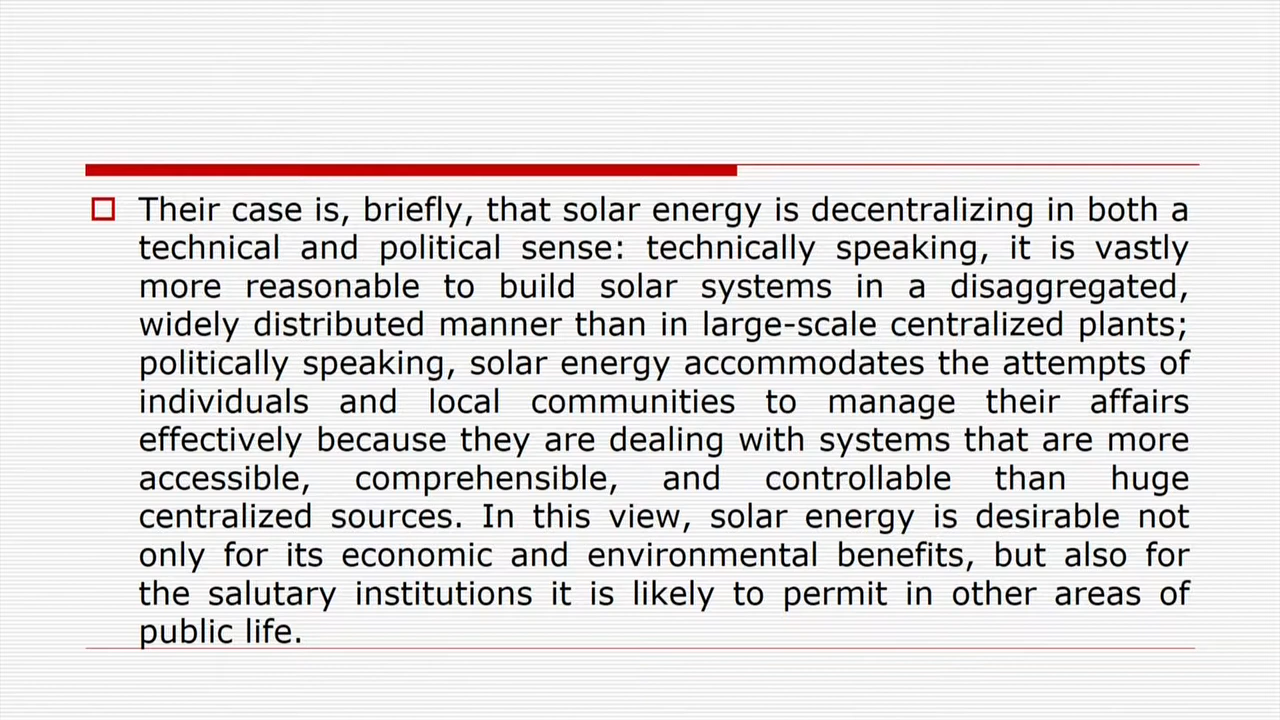 Their case is, briefly, that solar energy is decentralizing in both a
technical and political sense: technically speaking, it is vastly
more reasonable to build solar systems in a disaggregated,
widely distributed manner than in large-scale centralized plants;
politically speaking, solar energy accommodates the attempts of
individuals and local communities to manage their affairs
effectively because they are dealing with systems that are more
accessible, comprehensible, and controllable than huge
centralized sources. In this view, solar energy is desirable not
only for its economic and environmental benefits, but also for
the salutary institutions it is likely to permit in other areas of
public life.